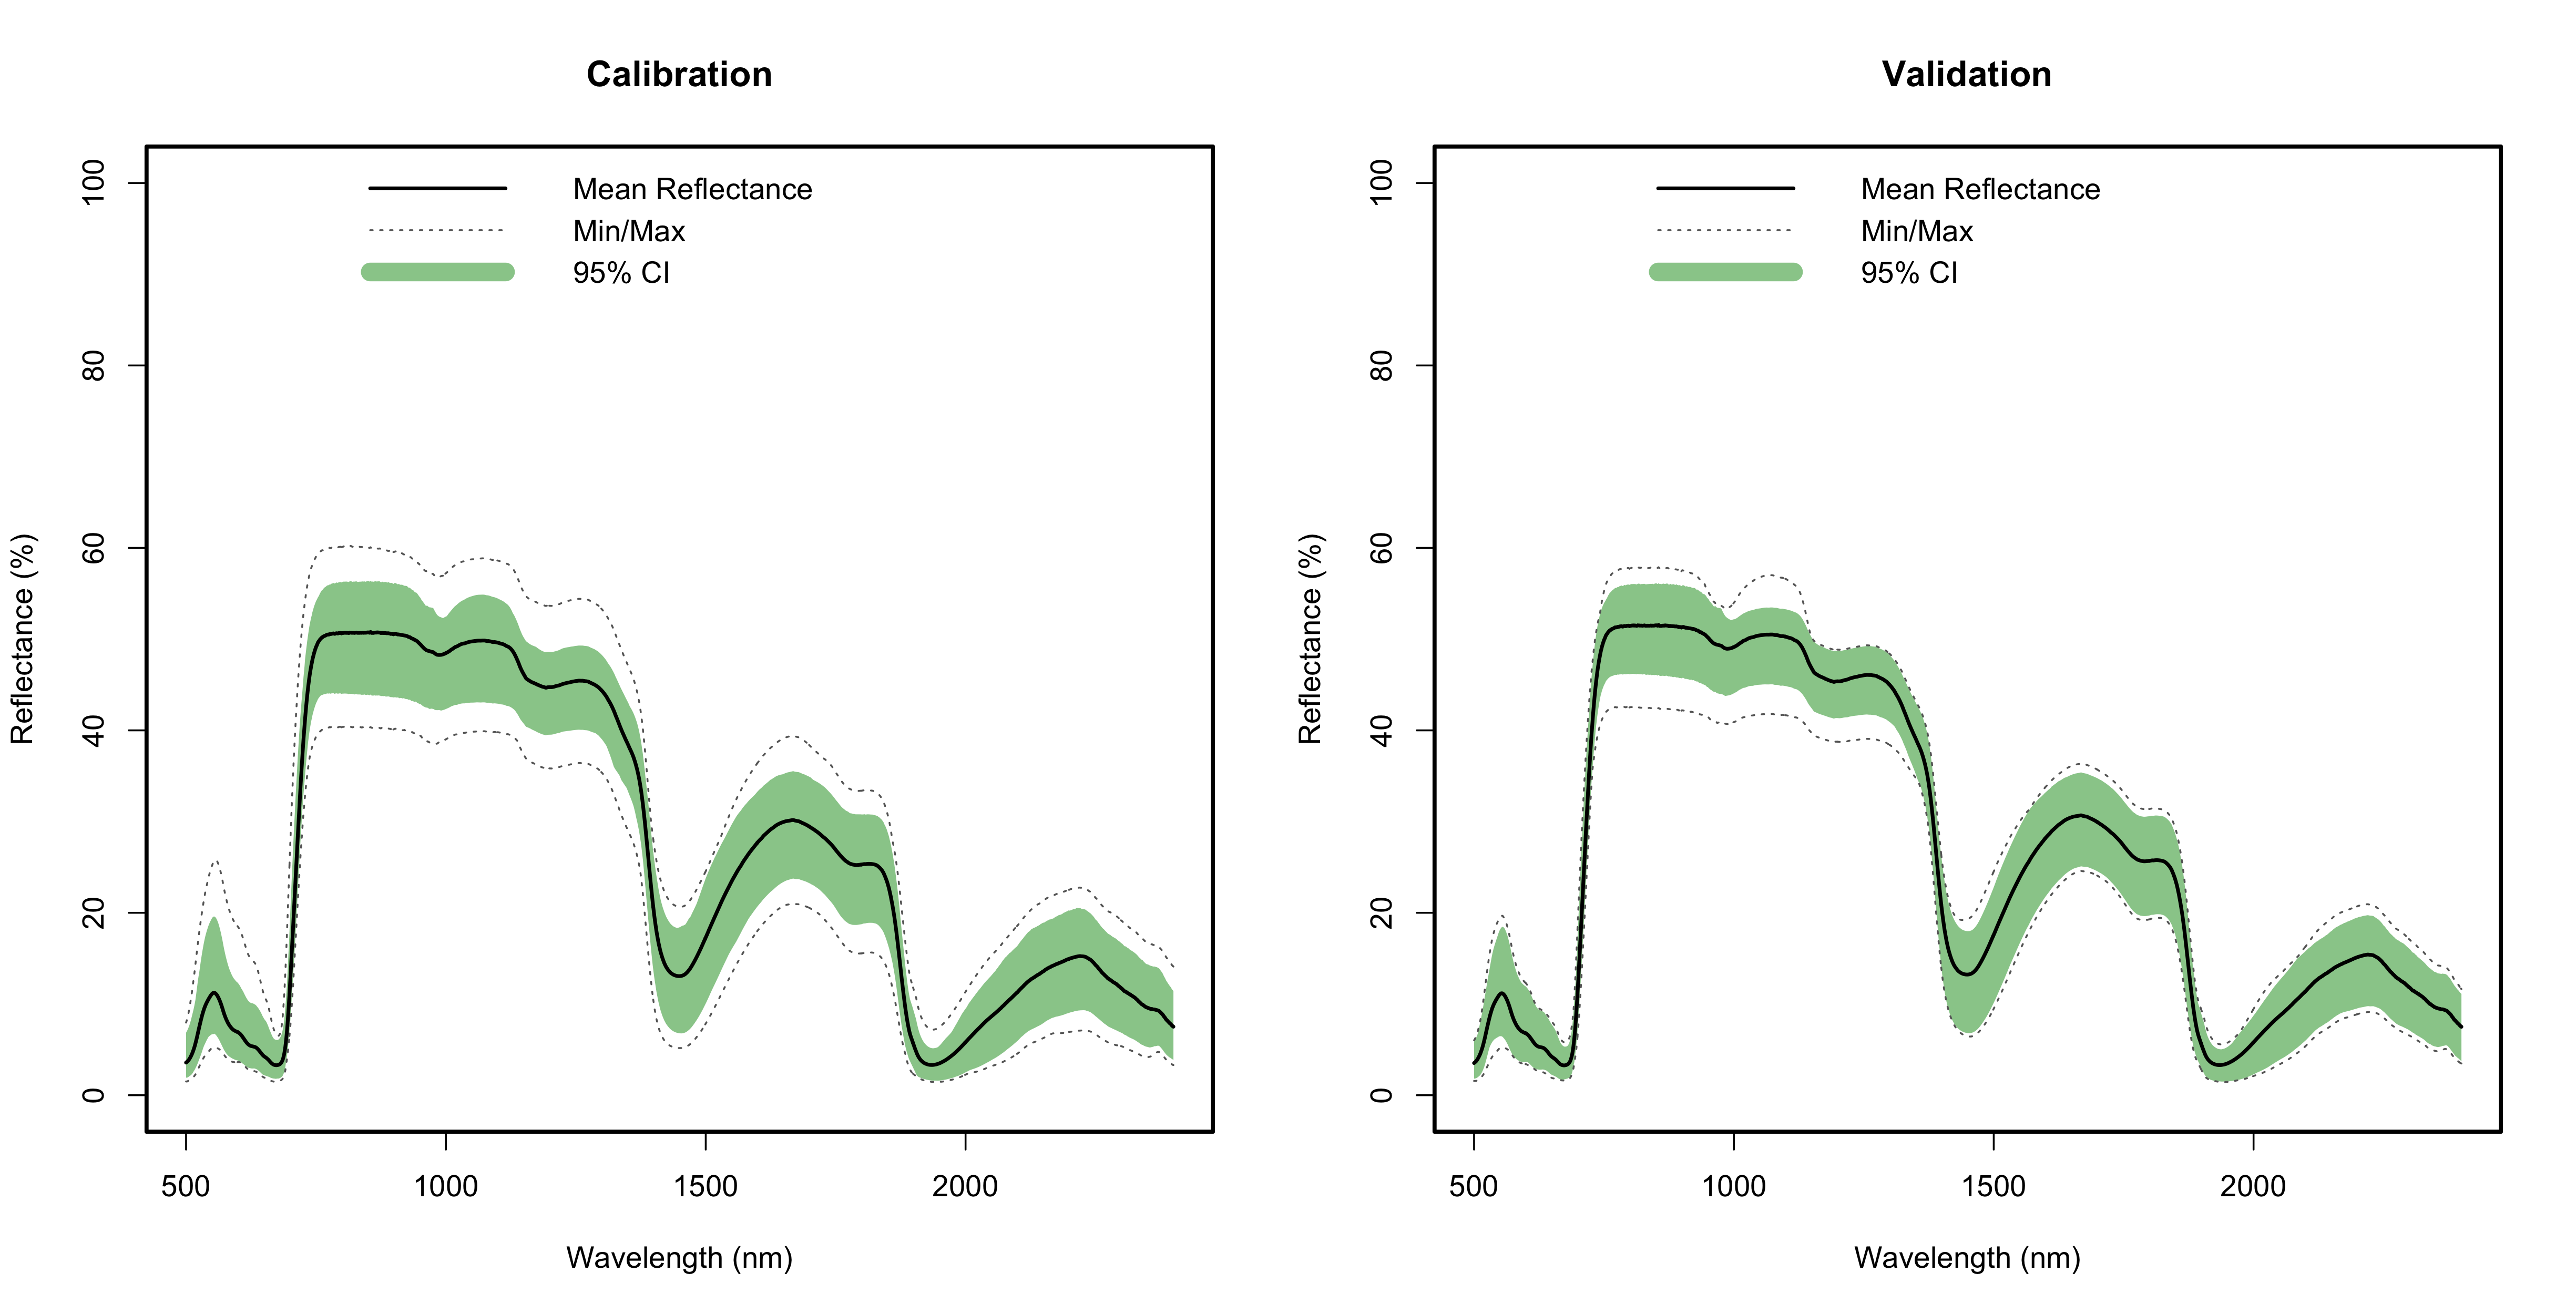 Calibration
Mean Reflectance
Min/Max
95% CI
Reflectance (%)
100
80
60
40
20
0
500 1000 1500 2000
Wavelength (nm)
Validation
Mean Reflectance
Min/Max
95% CI
Reflectance (%)
100
80
60
40
20
0
500 1000 1500 2000
Wavelength (nm)